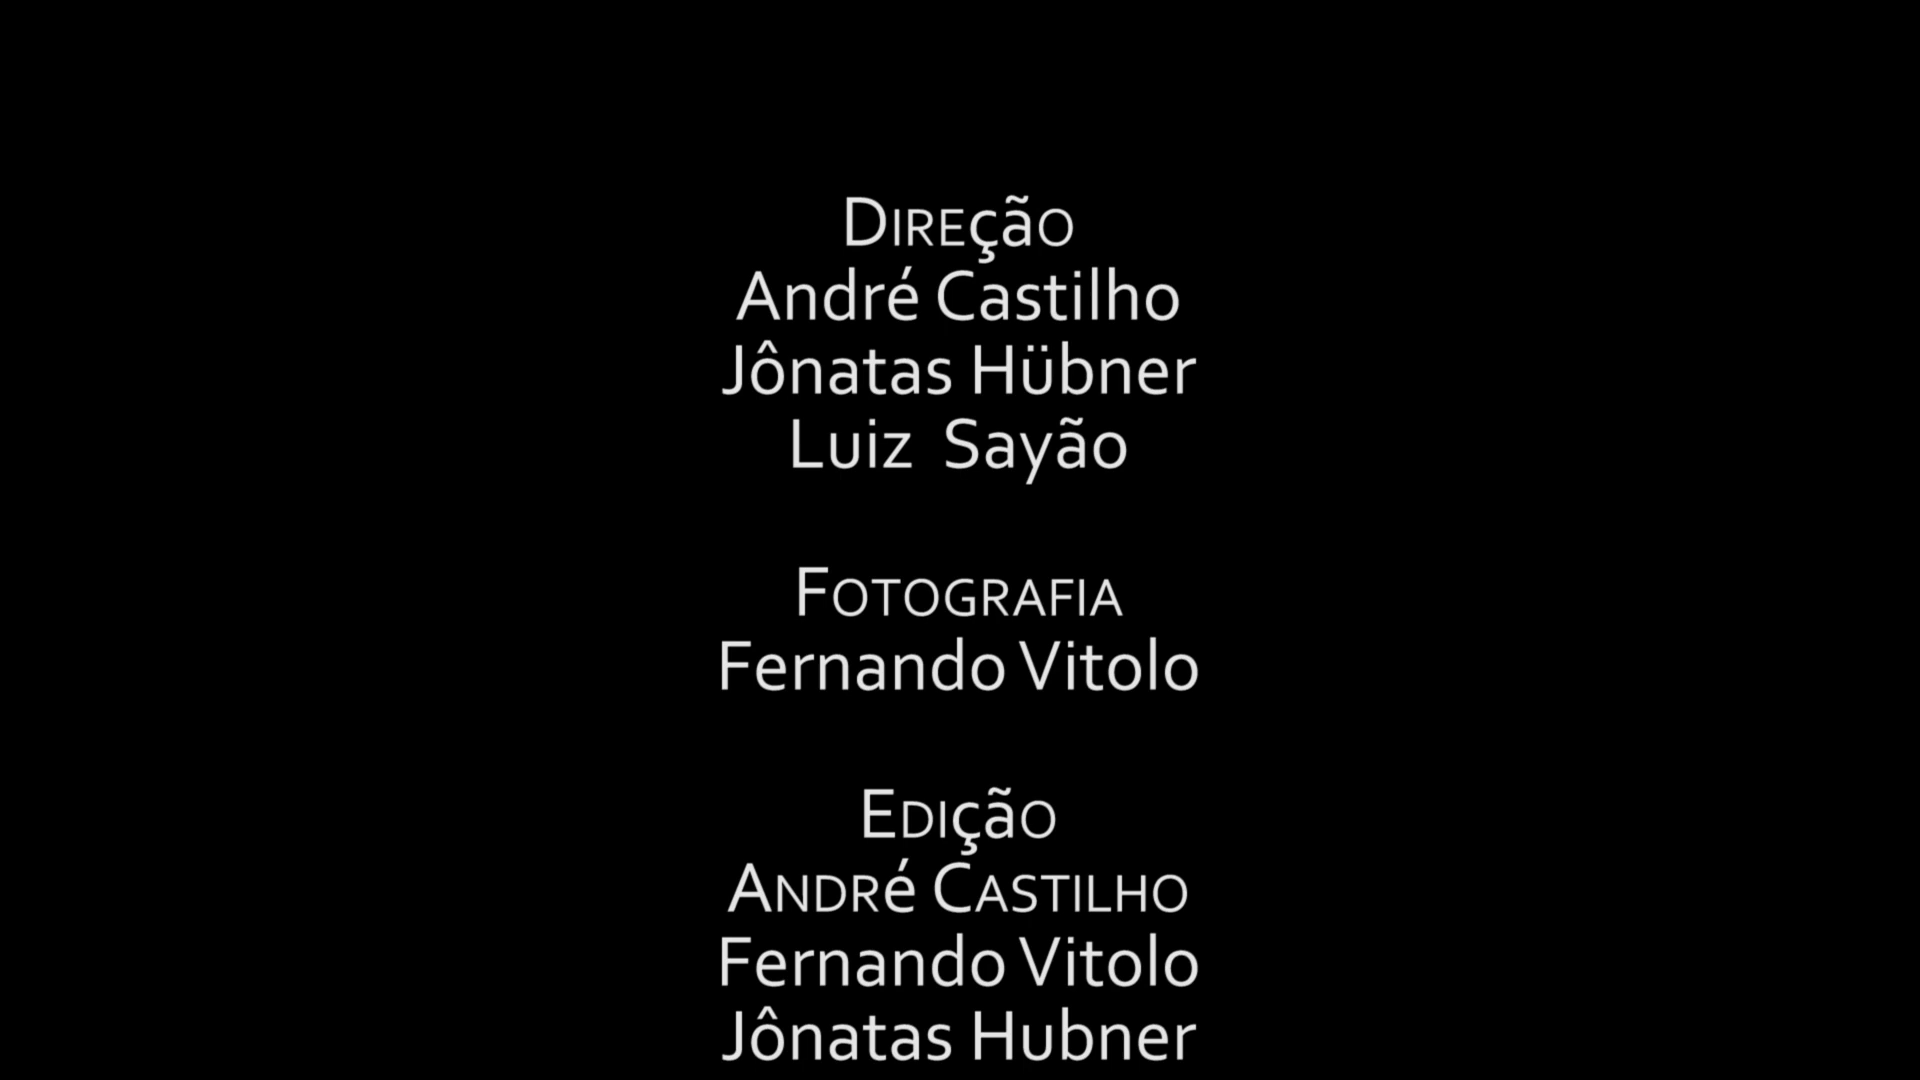 Direção
André Castilho
Jônatas Hübner
Luiz Sayão
Fotografia
Fernando Vitolo
Edição
André Castilho
Fernando Vitolo
Jônatas Hubner